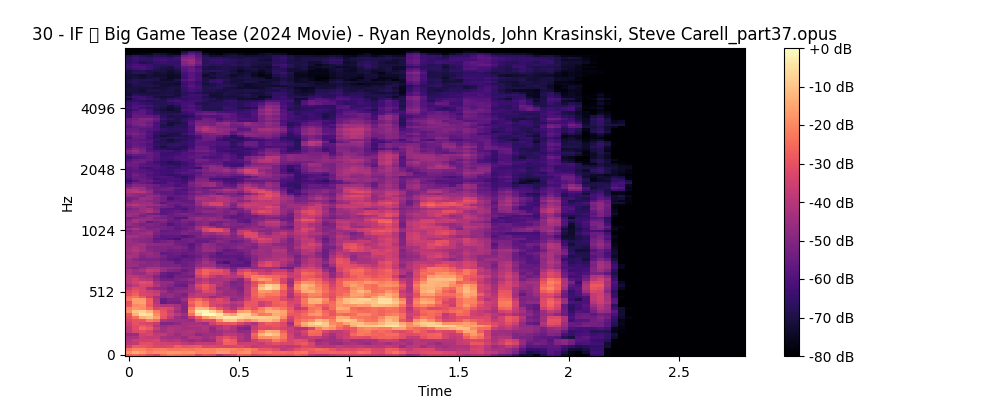 30 - IF  Big Game Tease (2024 Movie) - Ryan Reynolds, John Krasinski, Steve Carell_part37.opus
+0 dB
4096
-10 dB
-20 dB
2048
-30 dB
Hz
-40 dB
1024
-50 dB
512
-60 dB
-70 dB
0
-80 dB
0
0.5
1
1.5
2
2.5
Time